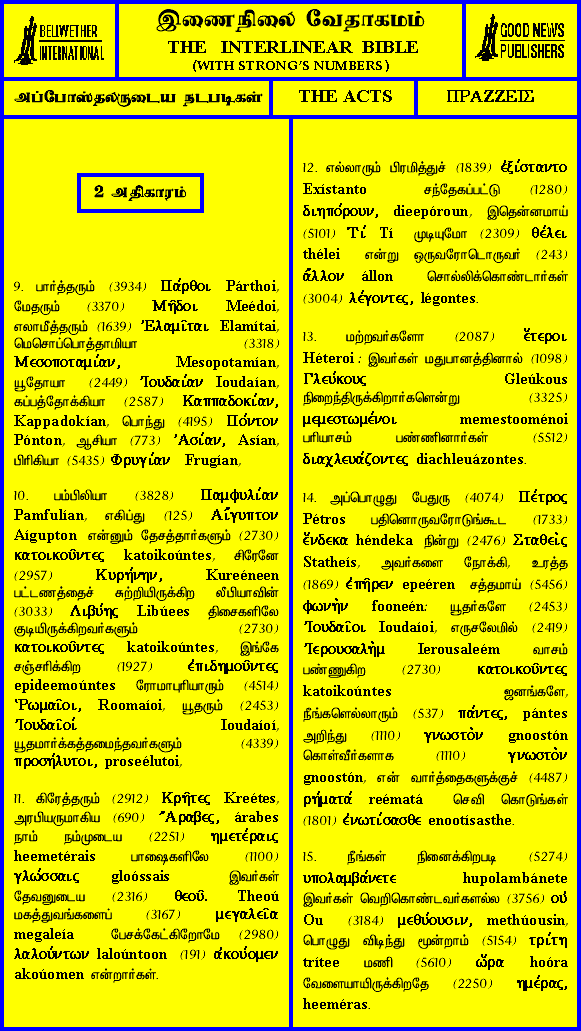 BELIWETHER
INTERNATIONAL
இணைநிலை வேதாகமம்
THE INTERLINEAR BIBLE
(WITH STRONG'S NUMBERS)
GOOD NEWS
PUBLISHERS
அப்போஸ்தலருடைய நடபடிகள்
THE ACTS
ΠΡΑΖΖΕΙΣ
2 அதிகாரம்
9. பார்த்தரும் (3934) Πάρθοι Párthoi,
மேதரும் (3370) Μῆδοι Meédoi,
எலாமீத்தரும் (1639) Ἐλαμῖται Elamítai,
மெசொப்பொத்தாமியா (3318)
Μεσοποταμίαν, Mesopotamían,
யூதோயா (2449) Ἰουδαίαν Ioudaían,
கப்பத்தோக்கியா (2587) Καππαδοκίαν,
Kappadokían, பொந்து (4195) Πόντον
Pónton, ஆசியா (773) Ἀσίαν, Asían,
பிரிகியா (5435) Φρυγίαν Frugían,
10. பம்பிலியா (3828) Παμφυλίαν
Pamfulían, எகிப்து (125) Αἴγυπτον
Aígupton என்னும் தேசத்தார்களும் (2730)
κατοικοῦντες katoikoúntes, சிரேனே
(2957) Κυρήνην, Kureéneen
பட்டணத்தைச் சுற்றியிருக்கிற லீபியாவின்
(3033) Λιβύης Libúees திசைகளிலே
குடியிருக்கிறவர்களும் (2730)
κατοικοῦντες katoikoúntes, இங்கே
சஞ்சரிக்கிற (1927) ἐπιδημοῦντες
epideemoúntes ரோமாபுரியாரும் (4514)
Ῥωμαῖοι, Roomaíoi, யூதரும் (2453)
Ἰουδαῖοί Ioudaíoí,
யூதமார்க்கத்தமைந்தவர்களும் (4339)
προσήλυτοι, proseélutoi,
11. கிரேத்தரும் (2912) Κρῆτες Kreétes,
அரபியருமாகிய (690) Ἄραβες, árabes
நாம் நம்முடைய (2251) ἡμετέραις
heemetérais பாஷைகளிலே (1100)
γλώσσαις gloóssais இவர்கள்
தேவனுடைய (2316) θεοῦ. Theoú
மகத்துவங்களைப் (3167) μεγαλεῖα
megaleía பேசக்கேட்கிறோமே (2980)
λαλούντων laloúntoon (191) ἀκούομεν
akoúomen என்றார்கள்.
12. எல்லாரும் பிரமித்துச் (1839) ἐξίσταντο
Existanto சந்தேகப்பட்டு (1280)
διηπόρουν, dieepóroun, இதென்னமாய்
(5101) Τί Tí முடியுமோ (2309) θέλει
thélei என்று ஒருவரோடொருவர் (243)
ἄλλον állon சொல்லிக்கொண்டார்கள்
(3004) λέγοντες, légontes.
13. மற்றவர்களோ (2087) ἕτεροι
Héteroi : இவர்கள் மதுபானத்தினால் (1098)
Γλεύκους Gleúkous
நிறைந்திருக்கிறார்களென்று (3325)
μεμεστωμένοι memestooménoi
பரியாசம் பண்ணினார்கள் (5512)
διαχλευάζοντες diachleuázontes.
14. அப்பொழுது பேதுரு (4074) Πέτρος
Pétros பதினொருவரோடுங்கூட (1733)
ἕνδεκα héndeka நின்று (2476) Σταθεὶς
Statheís, அவர்களை நோக்கி, உரத்த
(1869) ἐπῆρεν epeéren சத்தமாய் (5456)
φωνὴν fooneén: யூதர்களே (2453)
Ἰουδαῖοι Ioudaíoi, எருசலேமில் (2419)
Ἰερουσαλὴμ Ierousaleém வாசம்
பண்ணுகிற (2730) κατοικοῦντες
katoikoúntes ஜனங்களே,
நீங்களெல்லாரும் (537) πάντες, pántes
அறிந்து (1110) γνωστὸν gnoostón
கொள்வீர்களாக (1110) γνωστὸν
gnoostón, என் வார்த்தைகளுக்குச் (4487)
ρήματά reématá செவி கொடுங்கள்
(1801) ἐνωτίσασθε enootísasthe.
15. நீங்கள் நினைக்கிறபடி (5274)
υπολαμβάνετε hupolambánete
இவர்கள் வெறிகொண்டவர்களல்ல (3756) οὐ
Ou (3184) μεθύουσιν, methúousin,
பொழுது விடிந்து மூன்றாம் (5154) τρίτη
trítee மணி (5610) ὥρα hoóra
வேளையாயிருக்கிறதே (2250) ημέρας,
heeméras.